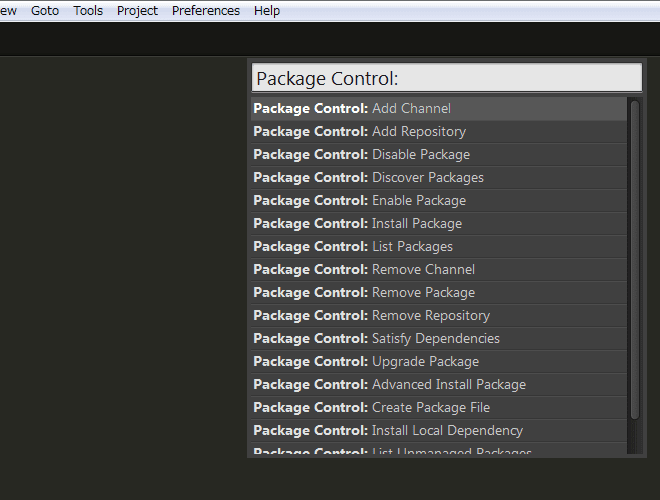 ew Goto Tools Project Preferences Help
Package Control:
Package Control: Add Channel
Package Control: Add Repository
Package Control: Disable Package
Package Control: Discover Packages
Package Control: Enable Package
Package Control: Install Package
Package Control: List Packages
Package Control: Remove Channel
Package Control: Remove Package
Package Control: Remove Repository
Package Control: Satisfy Dependencies
Package Control: Upgrade Package
Package Control: Advanced Install Package
Package Control: Create Package File
Package Control: Install Local Dependency
Package Control: List Unmanaged Packages